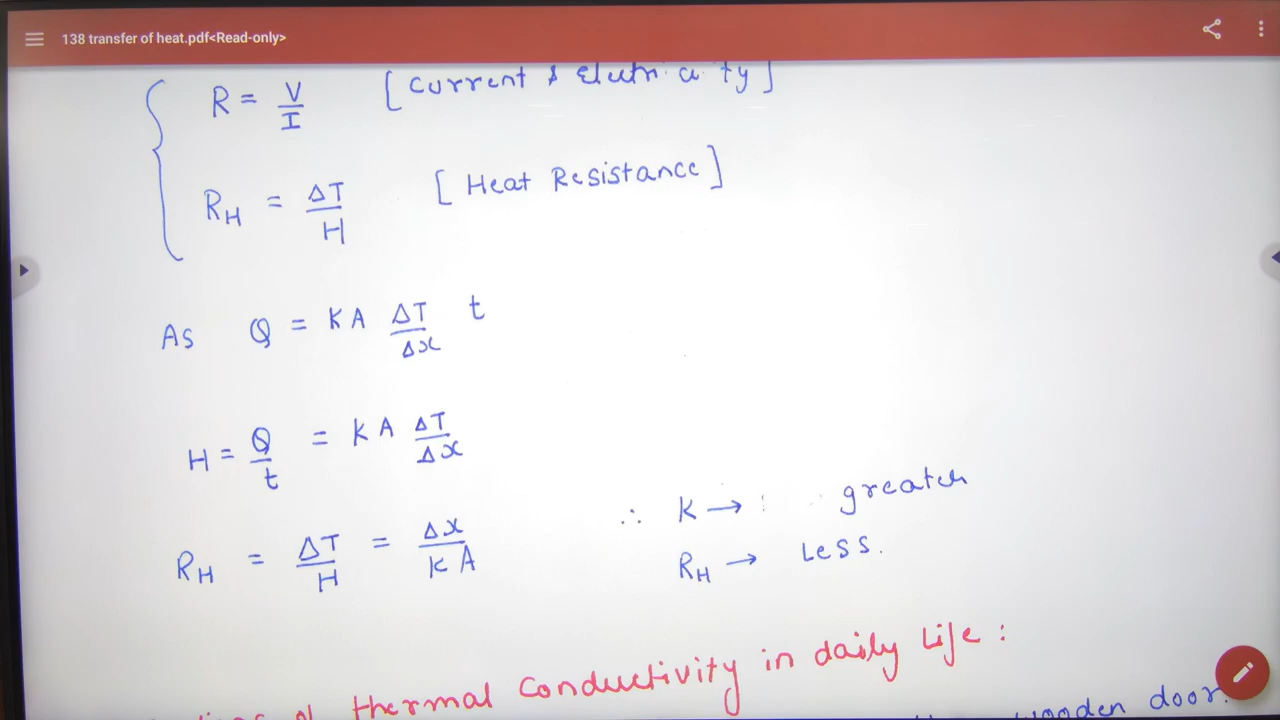 138 transfer of heat.pdf<Read-only>
R = V/I [Current & Electricity]
R_H = ΔT/H [Heat Resistance]
As Q = KA ΔT/Δx t
H = Q/t = KA ΔT/Δx
∴ K → greater
R_H = ΔT/H = Δx/KA
R_H → Less.
of thermal conductivity in daily life :
wooden door.